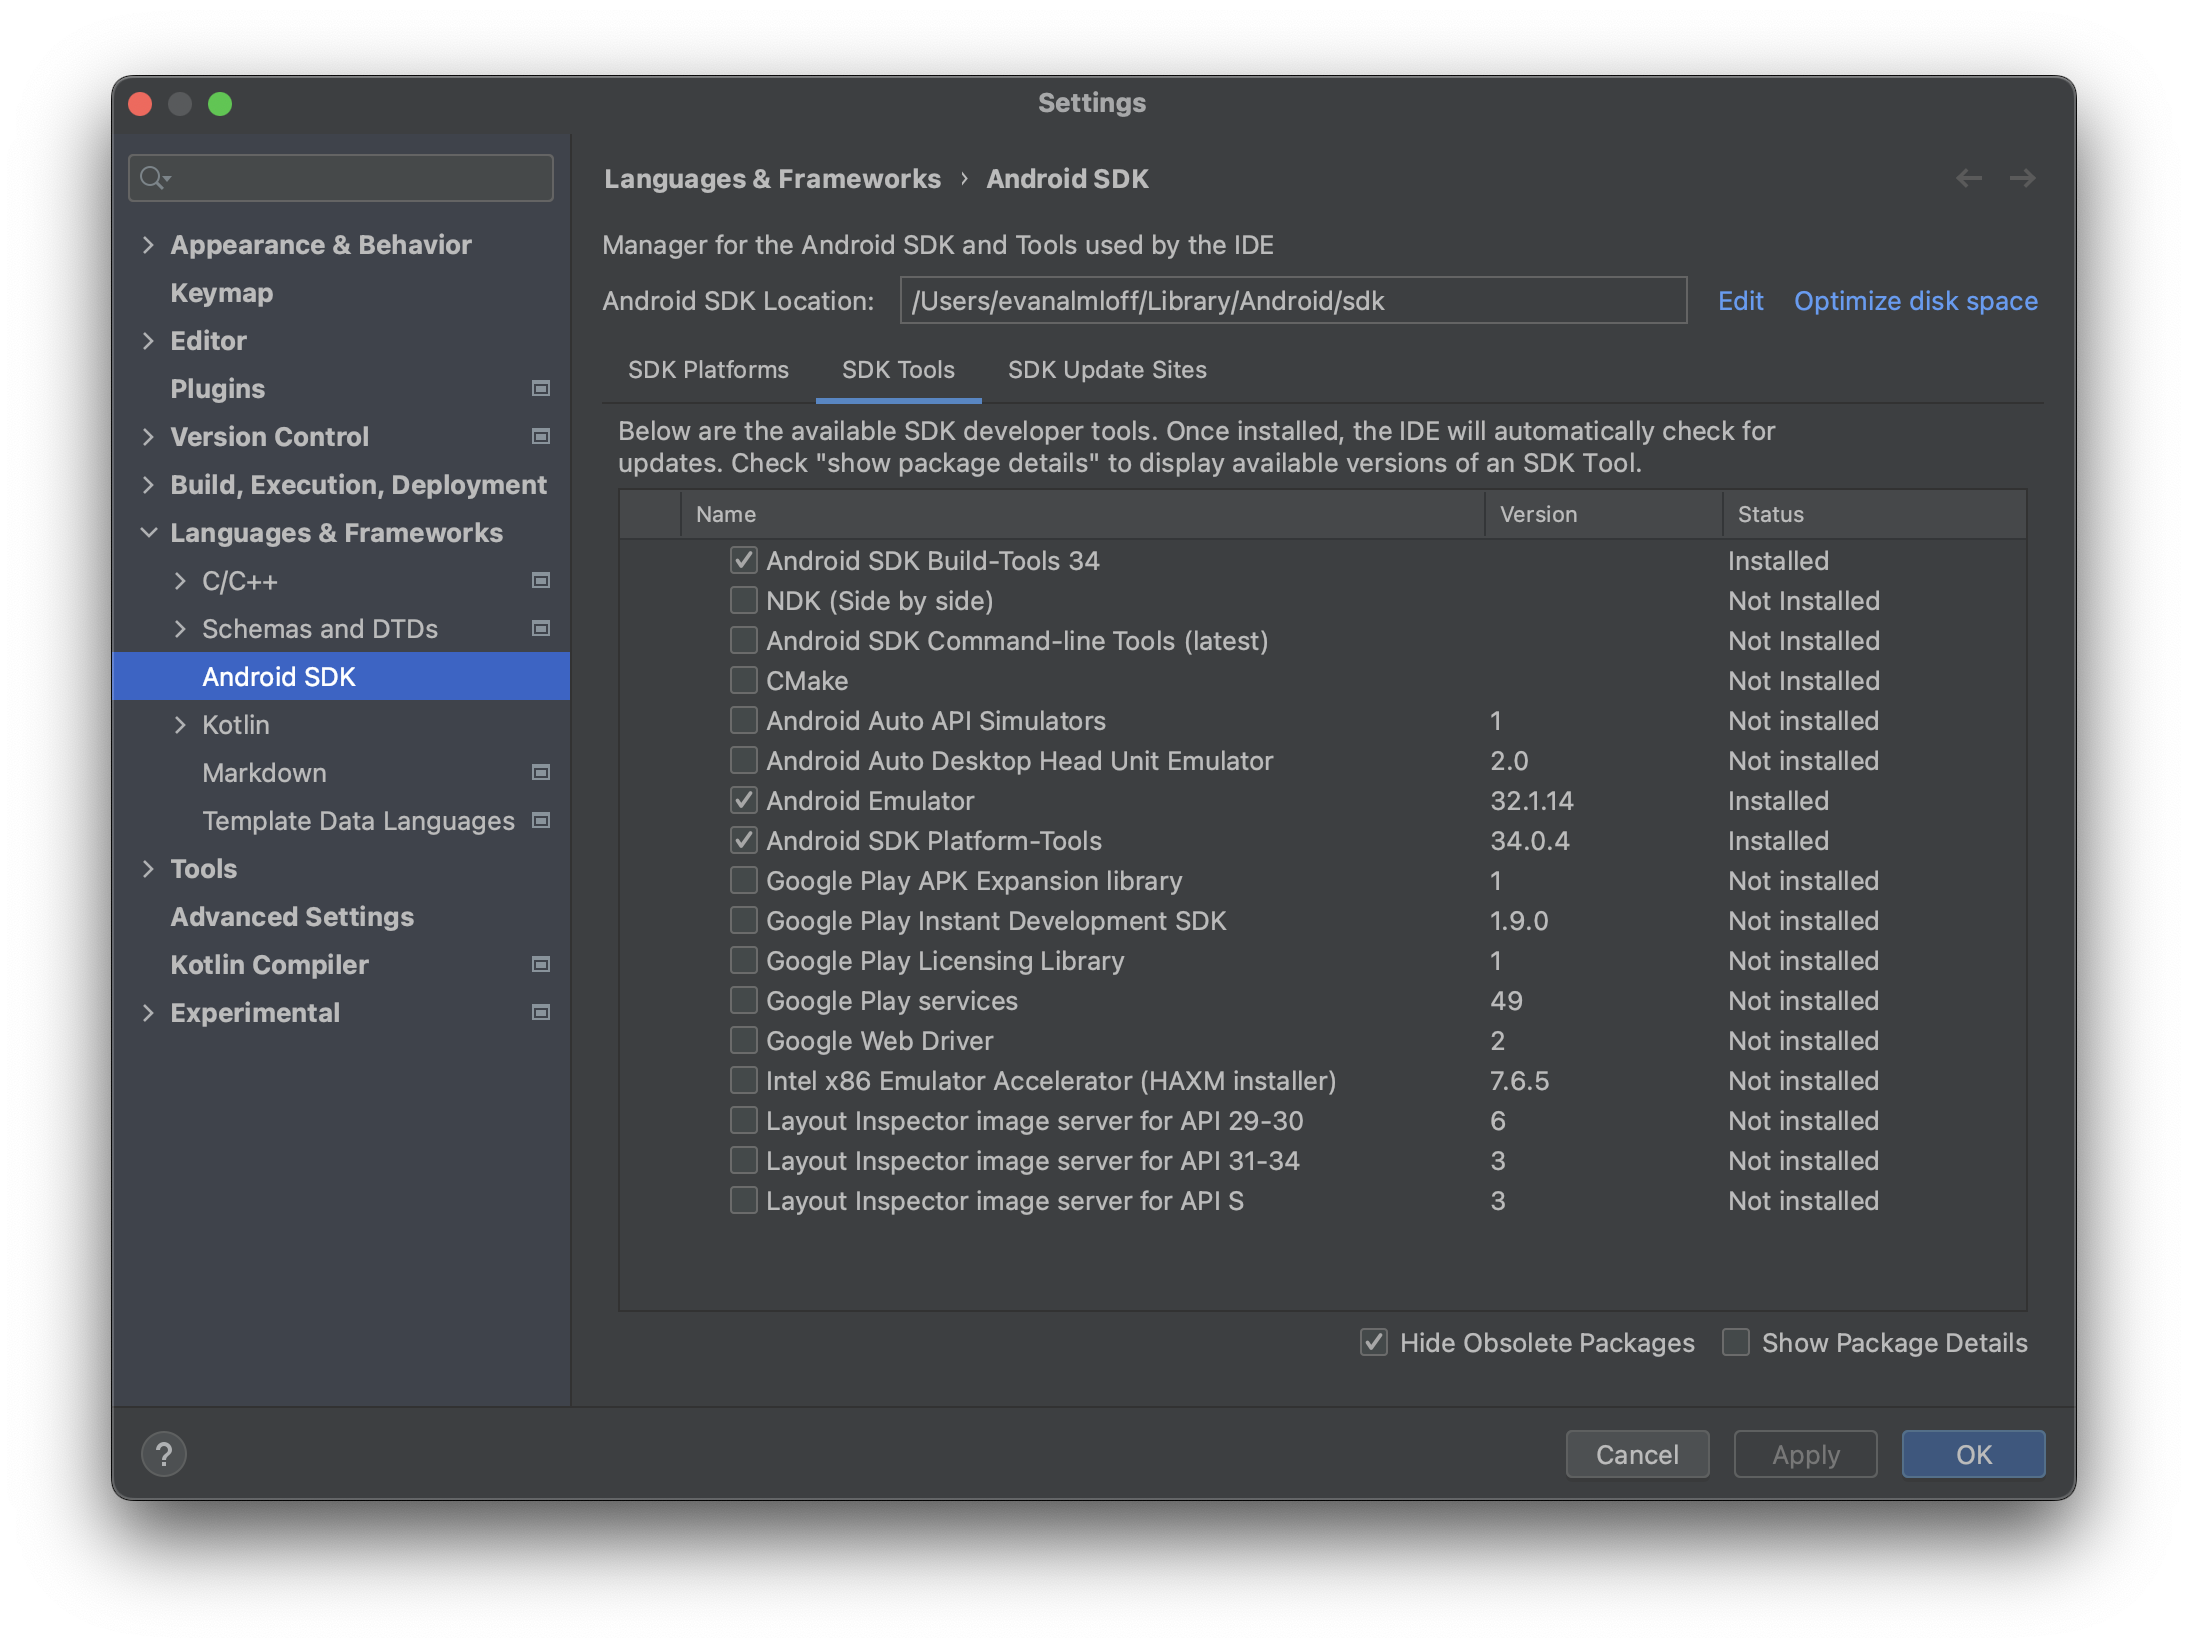 Settings
Appearance & Behavior
Keymap
Editor
Plugins
Version Control
Build, Execution, Deployment
Languages & Frameworks
C/C++
Schemas and DTDs
Android SDK
Kotlin
Markdown
Template Data Languages
Tools
Advanced Settings
Kotlin Compiler
Experimental
Languages & Frameworks › Android SDK
Manager for the Android SDK and Tools used by the IDE
Android SDK Location: /Users/evanalmloff/Library/Android/sdk Edit Optimize disk space
SDK Platforms SDK Tools SDK Update Sites
Below are the available SDK developer tools. Once installed, the IDE will automatically check for
updates. Check "show package details" to display available versions of an SDK Tool.
Name Version Status
Android SDK Build-Tools 34 Installed
NDK (Side by side) Not Installed
Android SDK Command-line Tools (latest) Not Installed
CMake Not Installed
Android Auto API Simulators 1 Not installed
Android Auto Desktop Head Unit Emulator 2.0 Not installed
Android Emulator 32.1.14 Installed
Android SDK Platform-Tools 34.0.4 Installed
Google Play APK Expansion library 1 Not installed
Google Play Instant Development SDK 1.9.0 Not installed
Google Play Licensing Library 1 Not installed
Google Play services 49 Not installed
Google Web Driver 2 Not installed
Intel x86 Emulator Accelerator (HAXM installer) 7.6.5 Not installed
Layout Inspector image server for API 29-30 6 Not installed
Layout Inspector image server for API 31-34 3 Not installed
Layout Inspector image server for API S 3 Not installed
Hide Obsolete Packages Show Package Details
? Cancel Apply OK